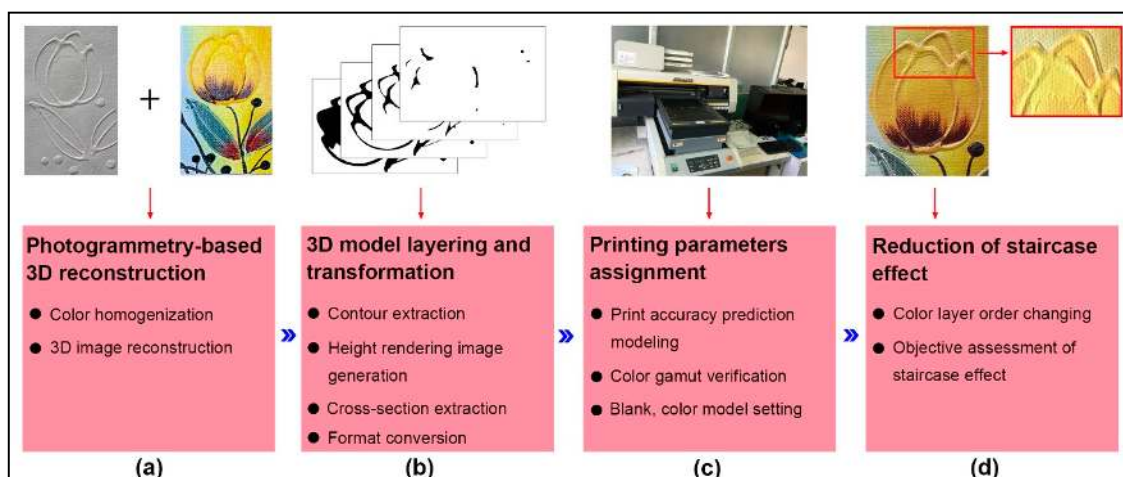 +
Photogrammetry-based
3D reconstruction
● Color homogenization
● 3D image reconstruction
(a)
»
3D model layering and
transformation
● Contour extraction
● Height rendering image
generation
● Cross-section extraction
● Format conversion
(b)
»
Printing parameters
assignment
● Print accuracy prediction
modeling
● Color gamut verification
● Blank, color model setting
(c)
»
Reduction of staircase
effect
● Color layer order changing
● Objective assessment of
staircase effect
(d)